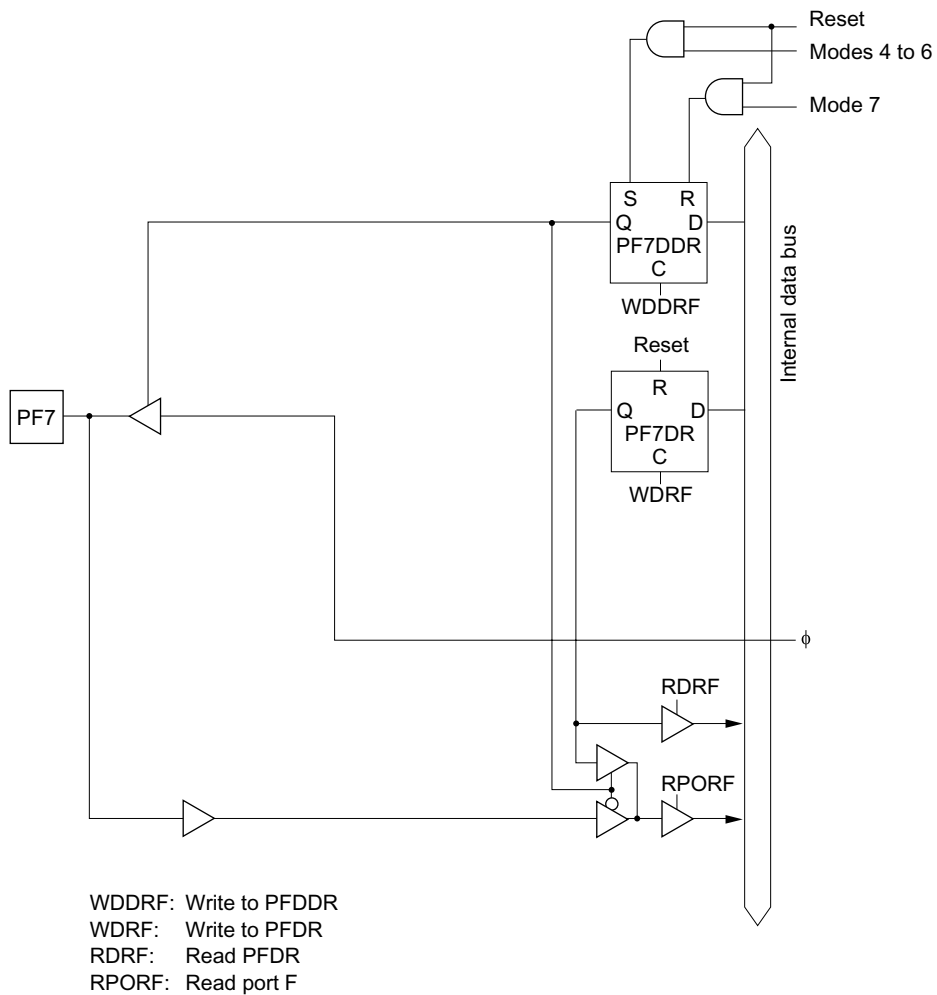 Reset
Modes 4 to 6
Mode 7
S R
Q D
PF7DDR
C
WDDRF
Internal data bus
Reset
R
PF7
Q D
PF7DR
C
WDRF
ϕ
RDRF
RPORF
WDDRF: Write to PFDDR
WDRF: Write to PFDR
RDRF: Read PFDR
RPORF: Read port F